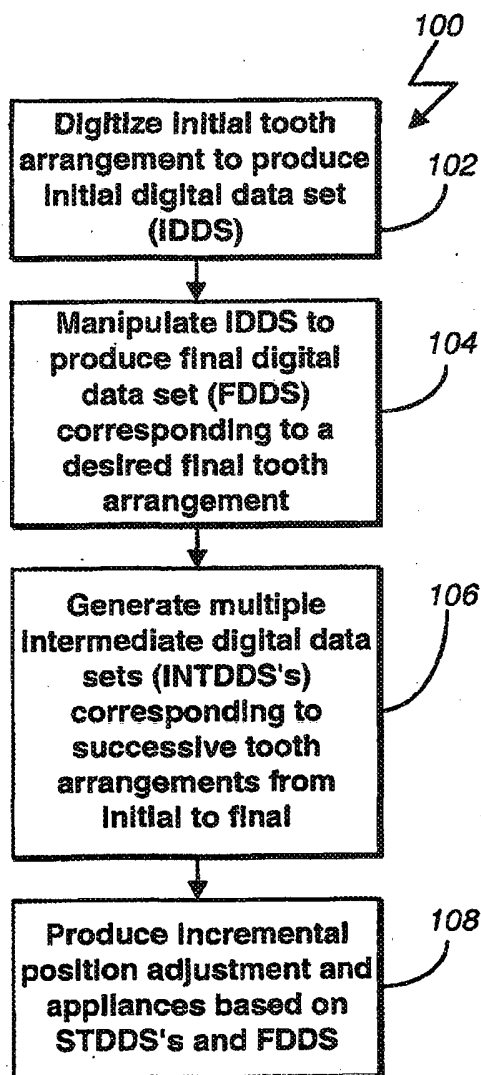 100
Digitize initial tooth
arrangement to produce
initial digital data set
(IDDS)
102
Manipulate IDDS to
produce final digital
data set (FDDS)
corresponding to a
desired final tooth
arrangement
104
Generate multiple
intermediate digital data
sets (INTDDS's)
corresponding to
successive tooth
arrangements from
initial to final
106
Produce incremental
position adjustment and
appliances based on
STDDS's and FDDS
108